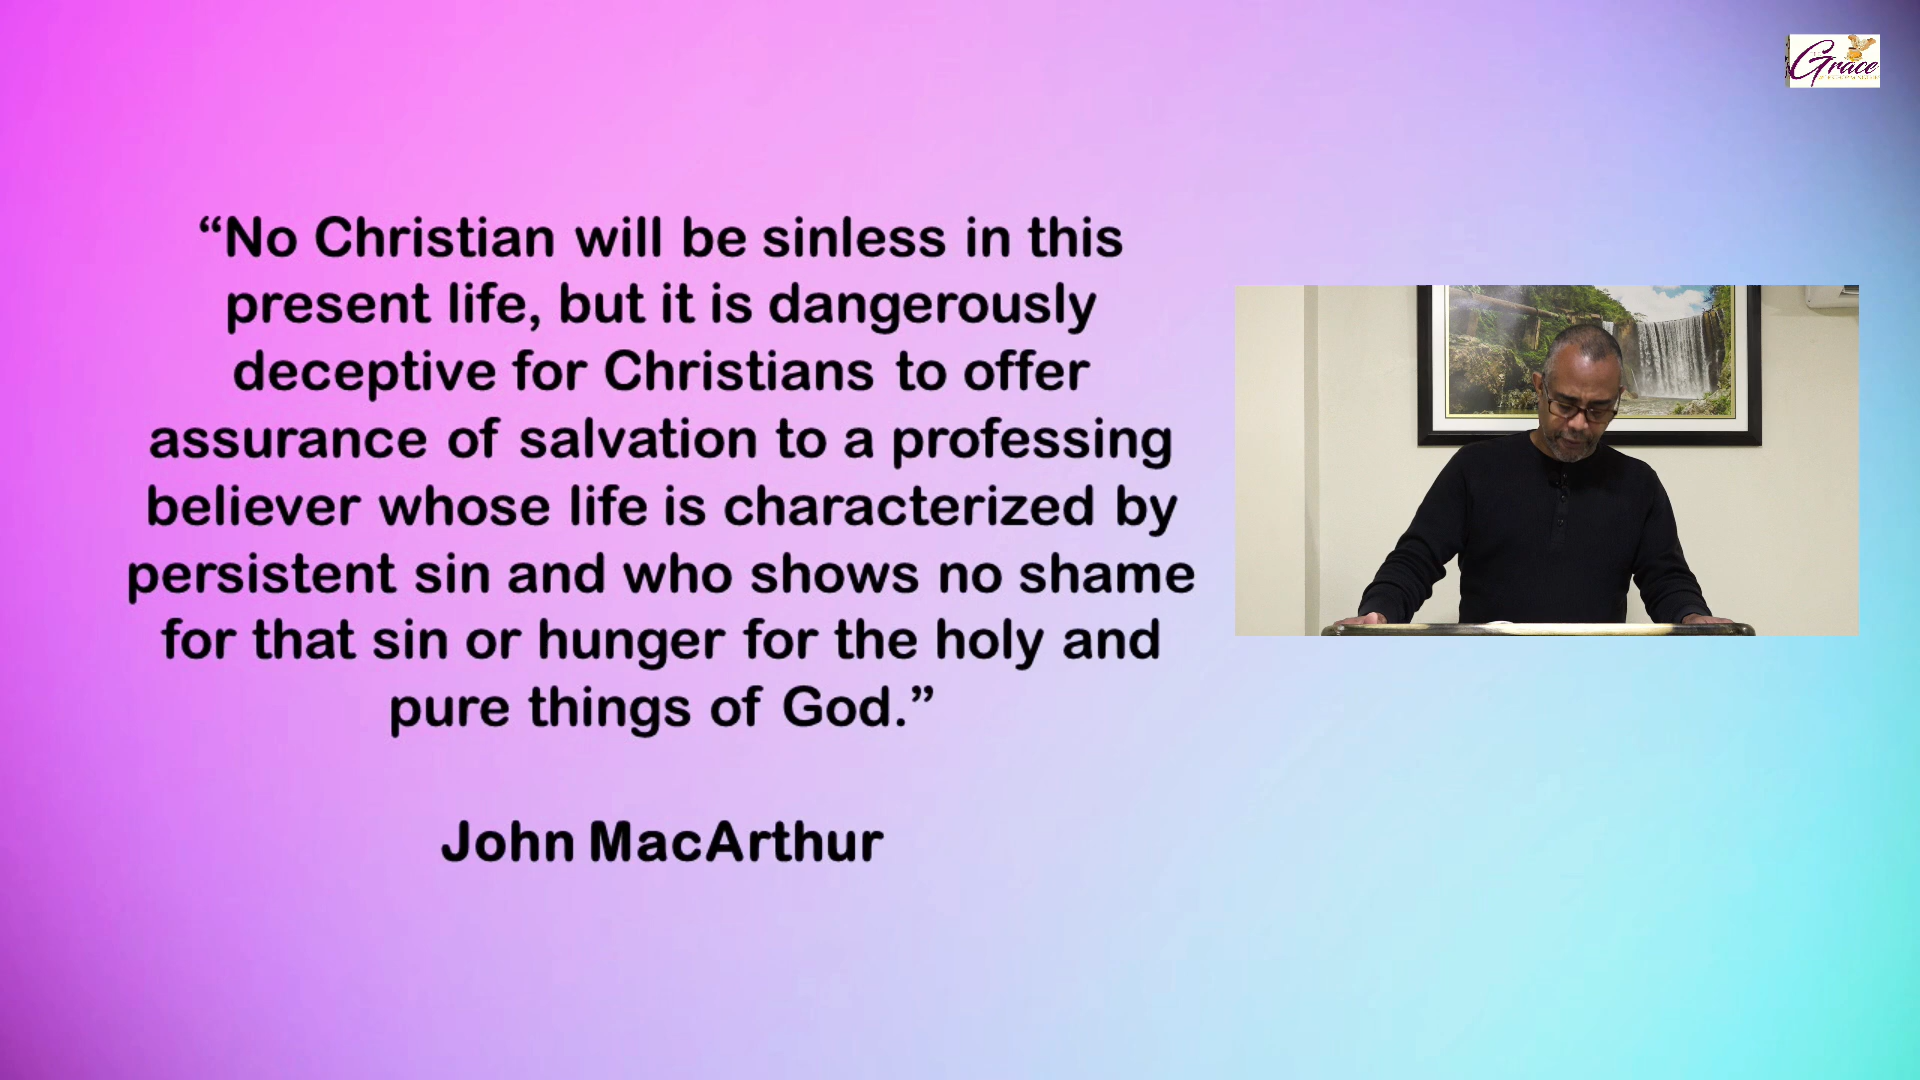 Grace
“No Christian will be sinless in this
present life, but it is dangerously
deceptive for Christians to offer
assurance of salvation to a professing
believer whose life is characterized by
persistent sin and who shows no shame
for that sin or hunger for the holy and
pure things of God.”
John MacArthur